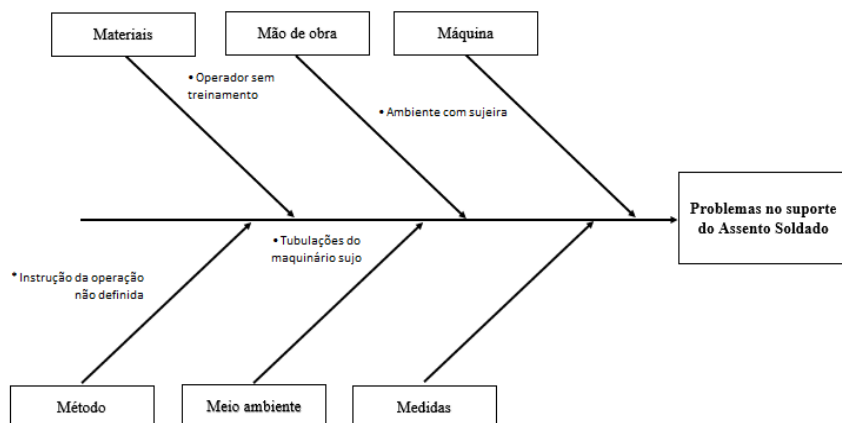 Materiais
Mão de obra
Máquina
• Operador sem
treinamento
• Ambiente com sujeira
Problemas no suporte
do Assento Soldado
• Tubulações do
maquinário sujo
* Instrução da operação
não definida
Método
Meio ambiente
Medidas